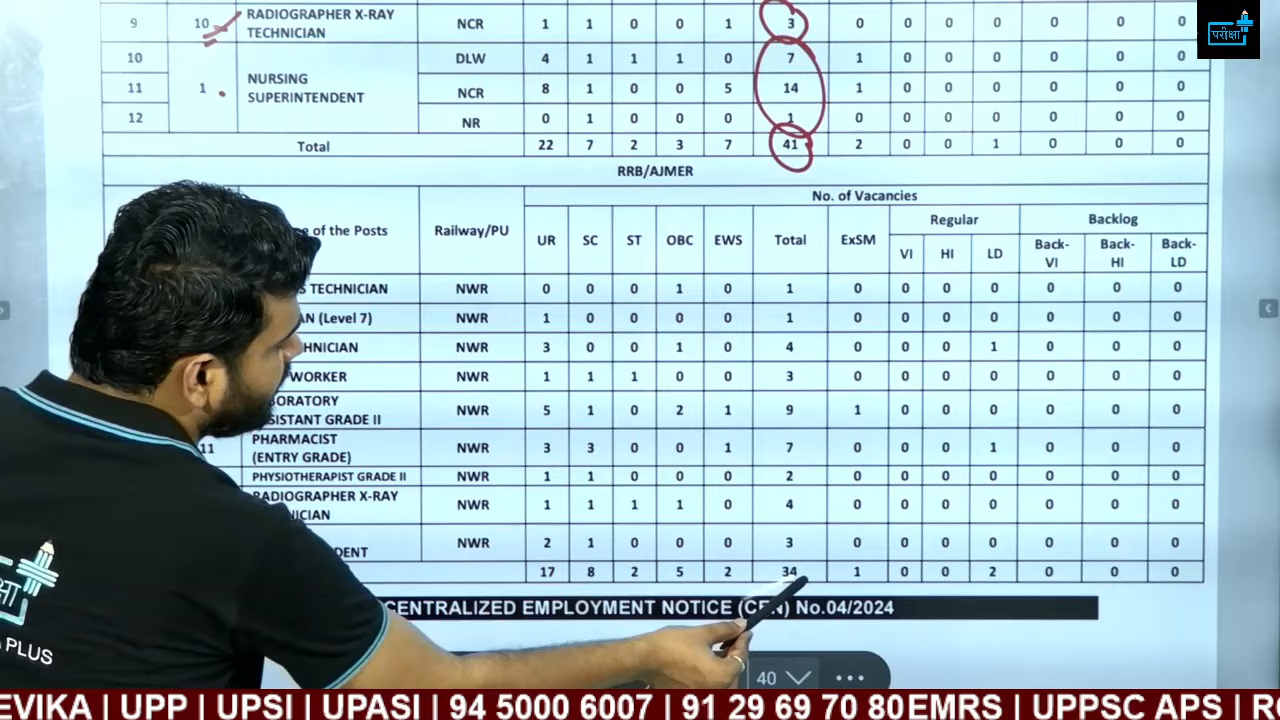 परीक्षा
9 10 RADIOGRAPHER X-RAY TECHNICIAN NCR 1 1 0 0 1 3 0 0 0 0 0 0 0
10 DLW 4 1 1 1 0 7 1 0 0 0 0 0 0
11 1 NURSING SUPERINTENDENT NCR 8 1 0 0 5 14 1 0 0 0 0 0 0
12 NR 0 1 0 0 0 1 0 0 0 0 0 0 0
Total 22 7 2 3 7 41 2 0 0 1 0 0 0
RRB/AJMER
No. of Vacancies
of the Posts Railway/PU UR SC ST OBC EWS Total ExSM Regular Backlog
VI HI LD Back-VI Back-HI Back-LD
TECHNICIAN NWR 0 0 0 1 0 1 0 0 0 0 0 0 0
(Level 7) NWR 1 0 0 0 0 1 0 0 0 0 0 0 0
NWR 3 0 0 1 0 4 0 0 0 1 0 0 0
WORKER NWR 1 1 1 0 0 3 0 0 0 0 0 0 0
GRADE II NWR 5 1 0 2 1 9 1 0 0 0 0 0 0
11 PHARMACIST (ENTRY GRADE) NWR 3 3 0 0 1 7 0 0 0 1 0 0 0
PHYSIOTHERAPIST GRADE II NWR 1 1 0 0 0 2 0 0 0 0 0 0 0
RADIOGRAPHER X-RAY NWR 1 1 1 1 0 4 0 0 0 0 0 0 0
NWR 2 1 0 0 0 3 0 0 0 0 0 0 0
17 8 2 5 2 34 1 0 0 2 0 0 0
CENTRALIZED EMPLOYMENT NOTICE (CEN) No.04/2024
40
PLUS
EVIKA | UPP | UPSI | UPASI | 94 5000 6007 | 91 29 69 70 80EMRS | UPPSC APS |